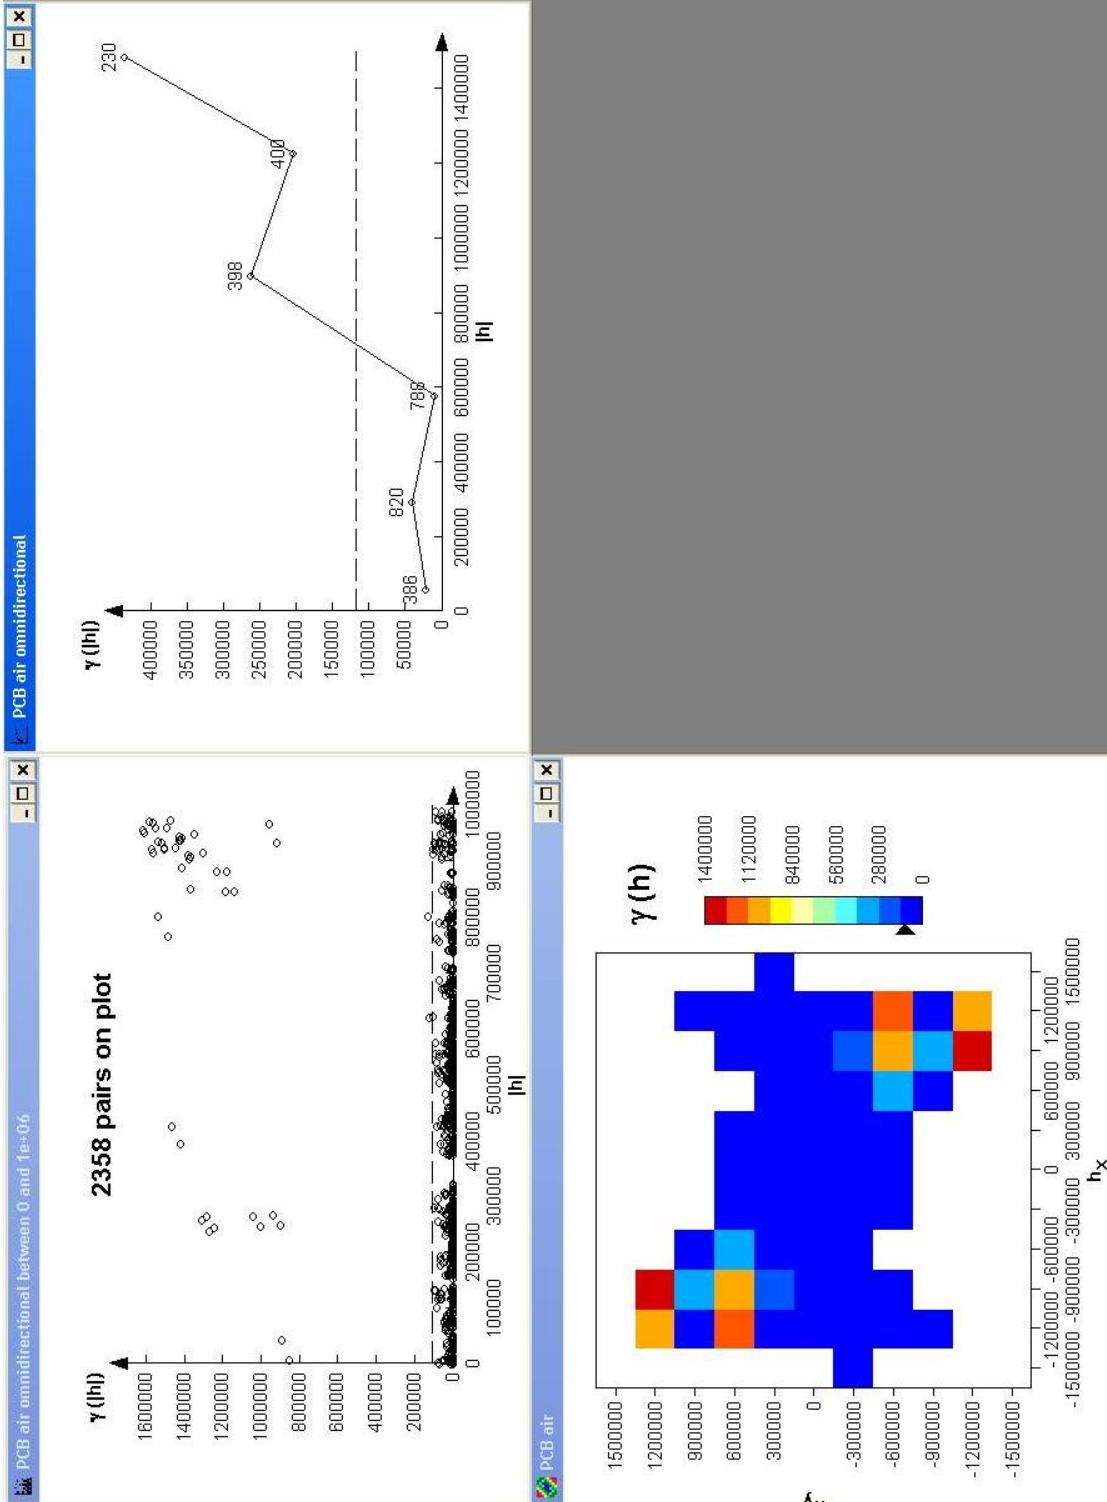 PCB air omnidirectional between 0 and 1e+06
γ (|h|)
2358 pairs on plot
1600000
1400000
1200000
1000000
800000
600000
400000
200000
0
0 100000 200000 300000 400000 500000 600000 700000 800000 900000 1000000
|h|
PCB air omnidirectional
γ (|h|)
400000
350000
300000
250000
200000
150000
100000
50000
0
386 820 788 398 400 230
0 200000 400000 600000 800000 1000000 1200000 1400000
|h|
PCB air
1500000
1200000
900000
600000
300000
0
-300000
-600000
-900000
-1200000
-1500000
-1500000 -1200000 -900000 -600000 -300000 0 300000 600000 900000 1200000 1500000
hX
γ (h)
1400000
1120000
840000
560000
280000
0